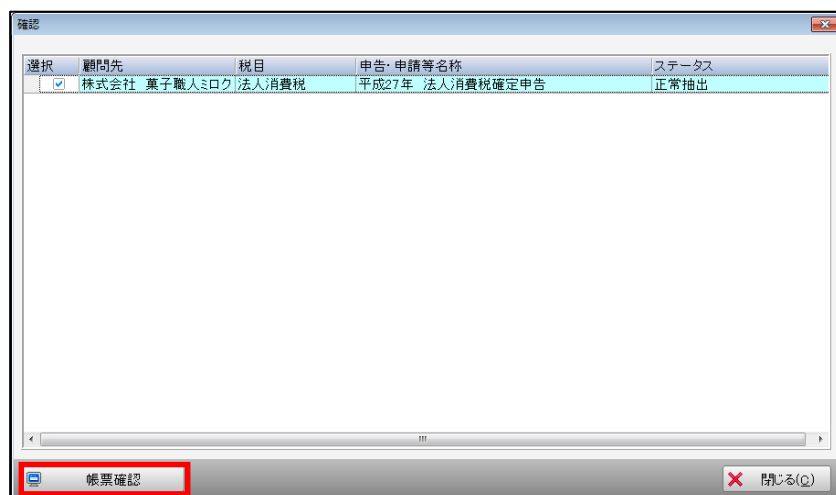 確認
選択 顧問先 税目 申告・申請等名称 ステータス
株式会社 菓子職人ミロク 法人消費税 平成27年 法人消費税確定申告 正常抽出
帳票確認 閉じる(C)